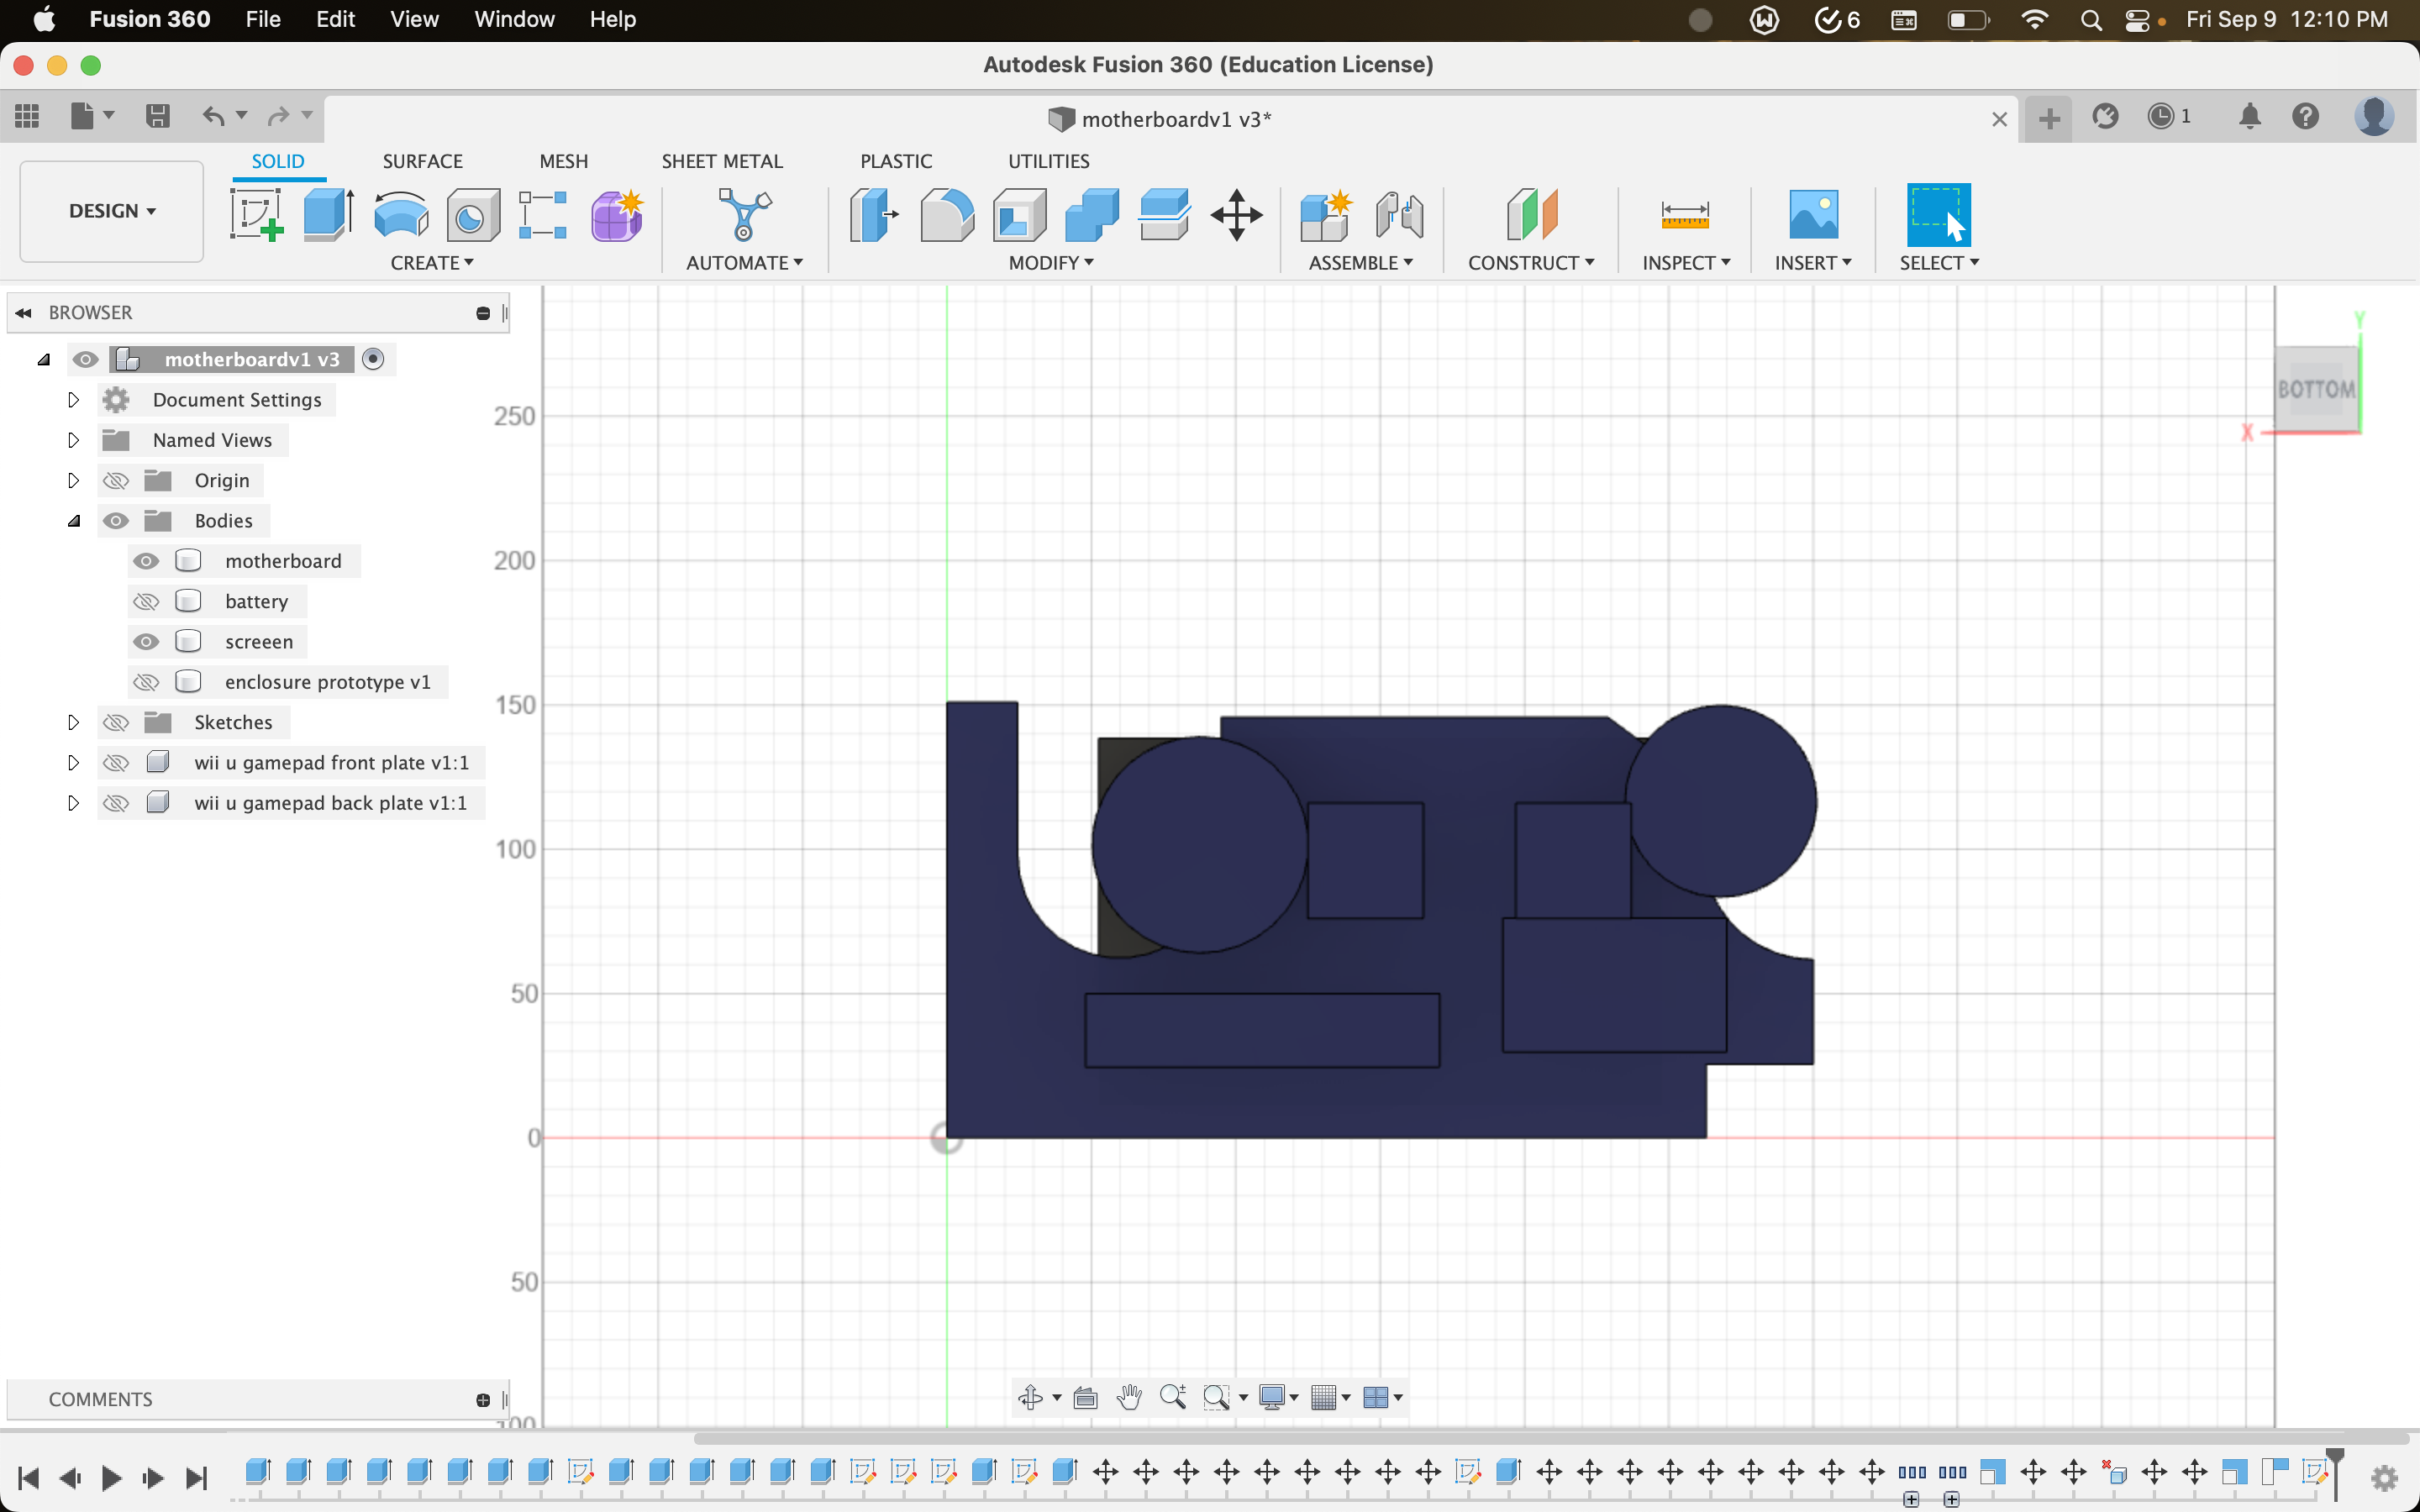 Fusion 360 File Edit View Window Help 6 Fri Sep 9 12:10 PM
Autodesk Fusion 360 (Education License)
motherboardv1 v3* 1
SOLID SURFACE MESH SHEET METAL PLASTIC UTILITIES
DESIGN
CREATE AUTOMATE MODIFY ASSEMBLE CONSTRUCT INSPECT INSERT SELECT
BROWSER
motherboardv1 v3
Document Settings
Named Views
Origin
Bodies
motherboard
battery
screeen
enclosure prototype v1
Sketches
wii u gamepad front plate v1:1
wii u gamepad back plate v1:1
250
200
150
100
50
0
50
100
Y
BOTTOM
X
COMMENTS